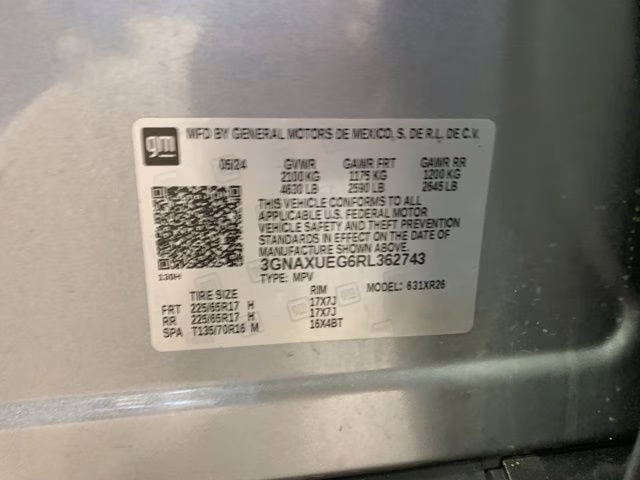 gm
MFD BY GENERAL MOTORS DE MEXICO, S. DE R.L. DE C.V.
05/24 GVWR GAWR FRT GAWR RR
2100 KG 1175 KG 1200 KG
4630 LB 2590 LB 2645 LB
THIS VEHICLE CONFORMS TO ALL
APPLICABLE U.S. FEDERAL MOTOR
VEHICLE SAFETY AND THEFT PREVENTION
STANDARDS IN EFFECT ON THE DATE OF
MANUFACTURE SHOWN ABOVE.
3GNAXUEG6RL362743
130H TYPE: MPV
TIRE SIZE RIM MODEL: 631XR26
FRT 225/65R17 H 17X7J
RR 225/65R17 H 17X7J
SPA T135/70R16 M 16X4BT